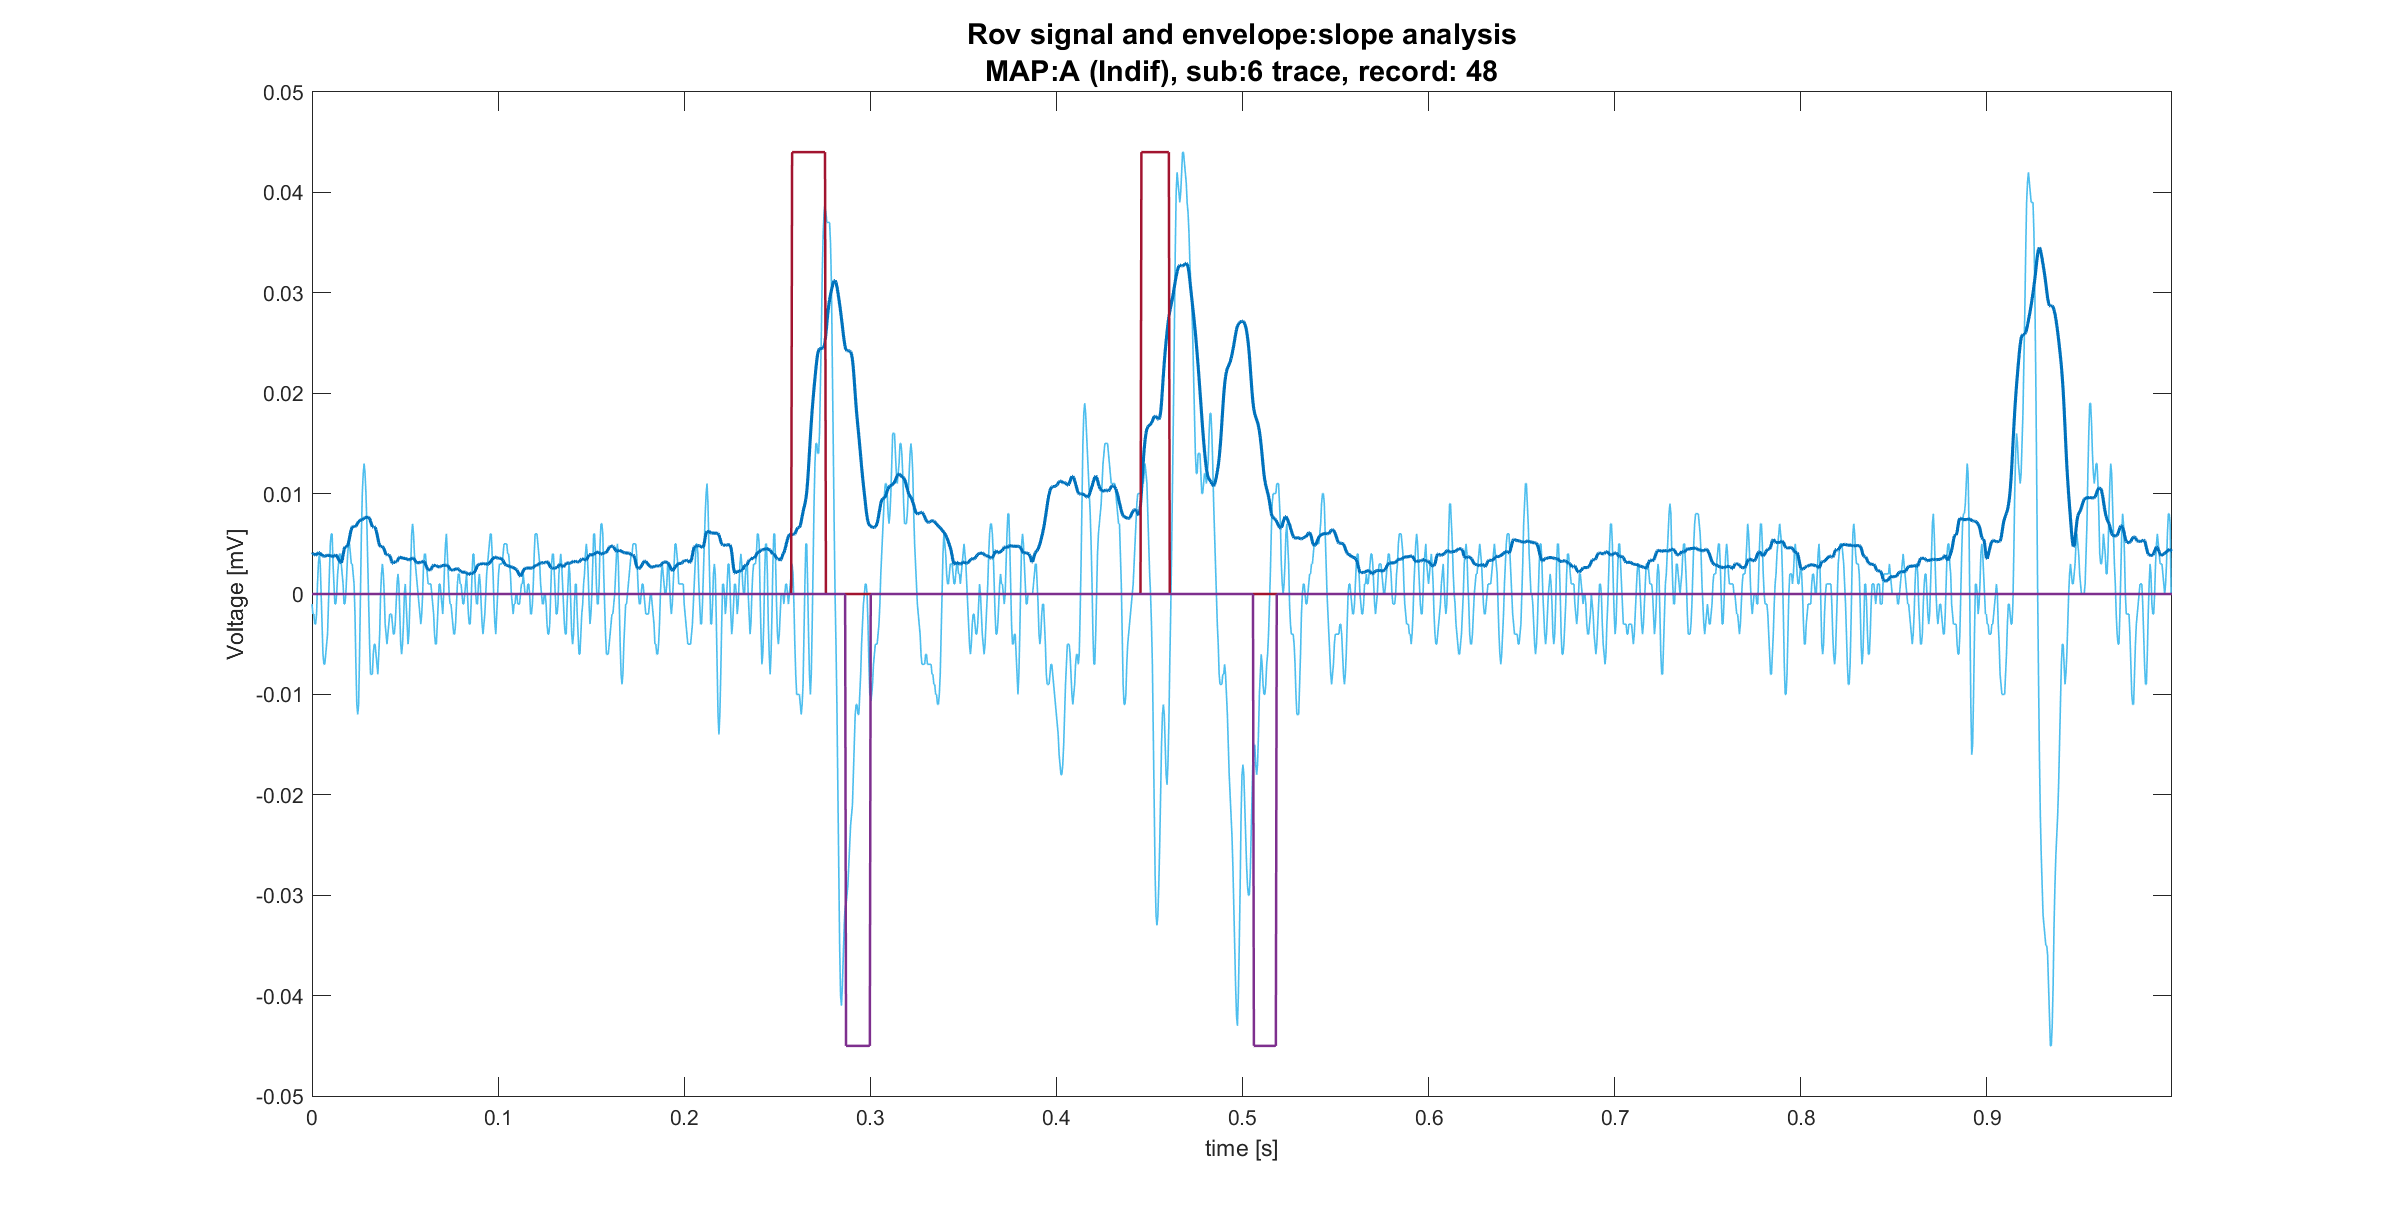 Rov signal and envelope:slope analysis
MAP:A (Indif), sub:6 trace, record: 48
0.05
0.04
0.03
0.02
0.01
0
-0.01
-0.02
-0.03
-0.04
-0.05
Voltage [mV]
0 0.1 0.2 0.3 0.4 0.5 0.6 0.7 0.8 0.9
time [s]